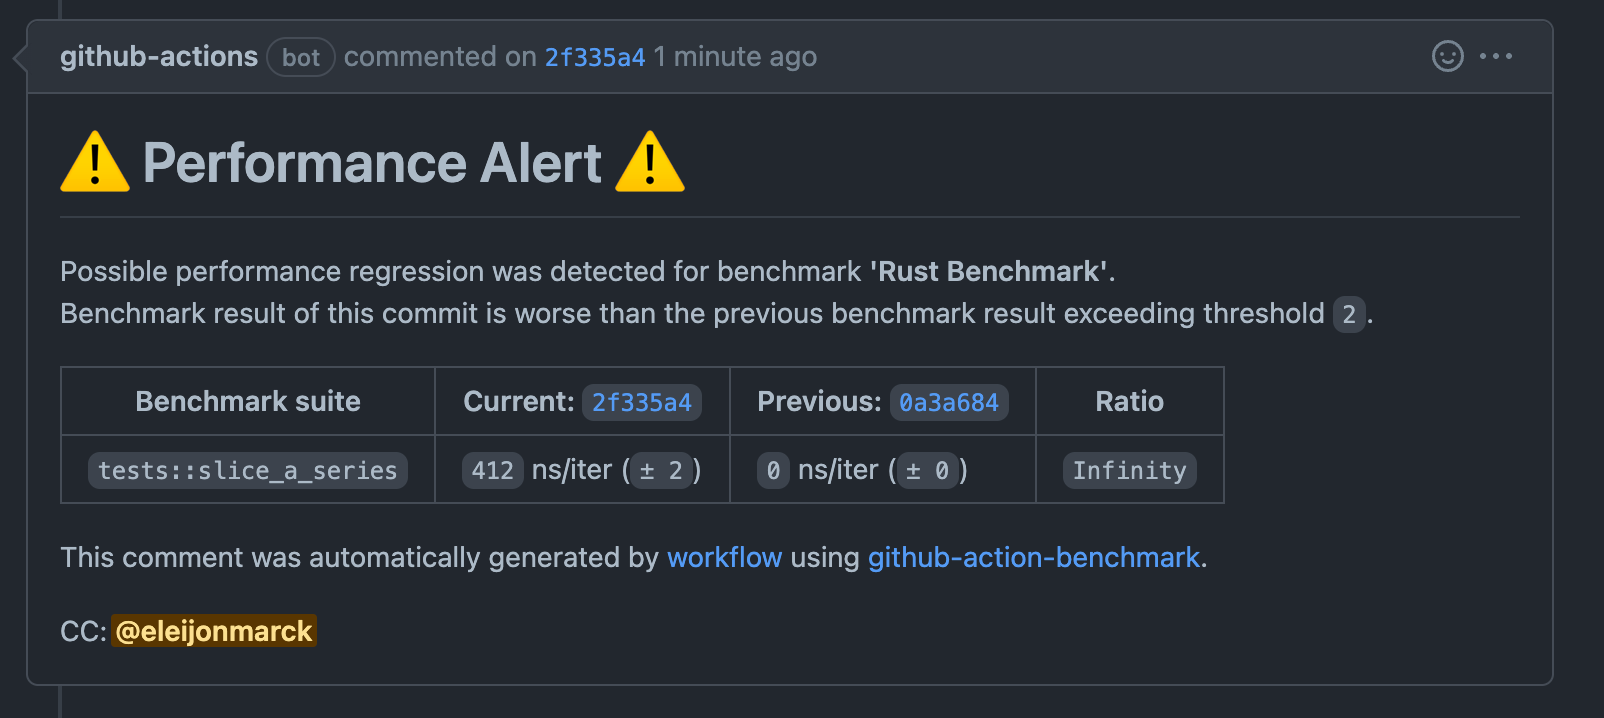 github-actions bot commented on 2f335a4 1 minute ago
⚠️ Performance Alert ⚠️
Possible performance regression was detected for benchmark 'Rust Benchmark'.
Benchmark result of this commit is worse than the previous benchmark result exceeding threshold 2.
Benchmark suite Current: 2f335a4 Previous: 0a3a684 Ratio
tests::slice_a_series 412 ns/iter (± 2) 0 ns/iter (± 0) Infinity
This comment was automatically generated by workflow using github-action-benchmark.
CC: @eleijonmarck